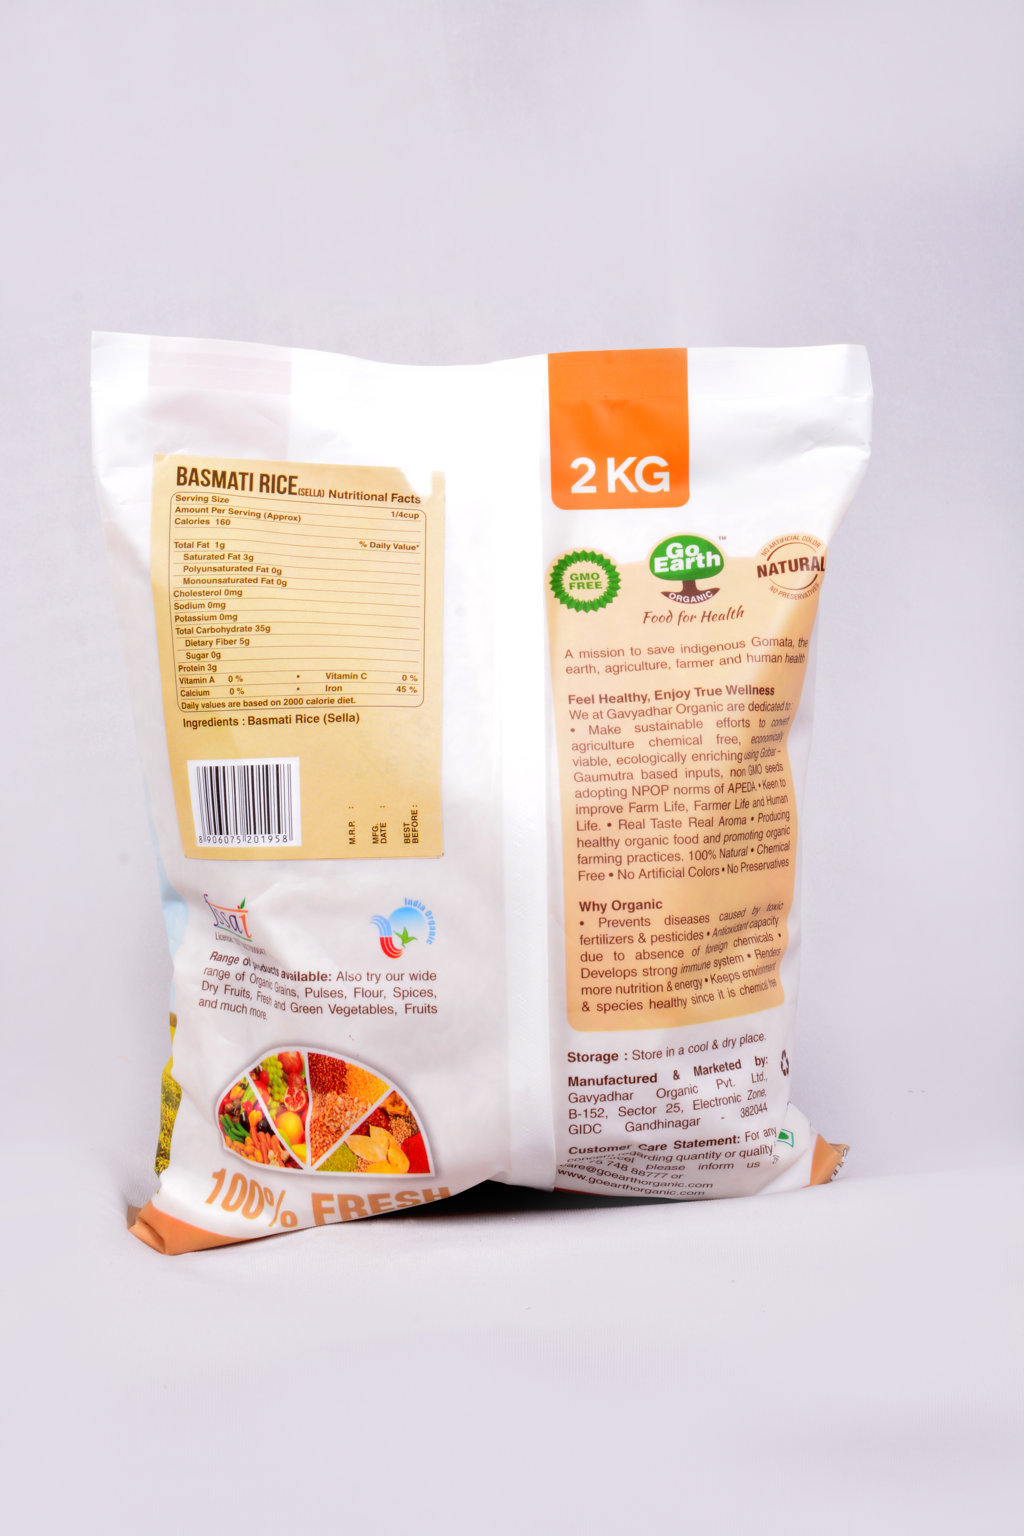 BASMATI RICE (SELLA) Nutritional Facts
Serving Size 1/4cup
Amount Per Serving (Approx)
Calories 160
% Daily Value*
Total Fat 1g
Saturated Fat 3g
Polyunsaturated Fat 0g
Monounsaturated Fat 0g
Cholesterol 0mg
Sodium 0mg
Potassium 0mg
Total Carbohydrate 35g
Dietary Fiber 5g
Sugar 0g
Protein 3g
Vitamin A 0 % • Vitamin C 0 %
Calcium 0 % • Iron 45 %
Daily values are based on 2000 calorie diet.
Ingredients : Basmati Rice (Sella)
8 906075 201958
M.R.P. :
MFG. DATE :
BEST BEFORE :
fssai
India Organic
Range of products available: Also try our wide
range of Organic Grains, Pulses, Flour, Spices,
Dry Fruits, Fresh and Green Vegetables, Fruits
and much more.
100% FRESH
2 KG
GMO
FREE
Go
Earth
TM
ORGANIC
Food for Health
NO ARTIFICIAL COLOR
NATURAL
NO PRESERVATIVES
A mission to save indigenous Gomata, the
earth, agriculture, farmer and human health
Feel Healthy, Enjoy True Wellness
We at Gavyadhar Organic are dedicated to:
• Make sustainable efforts to convert
agriculture chemical free, economically
viable, ecologically enriching using Gobar –
Gaumutra based inputs, non GMO seeds
adopting NPOP norms of APEDA. • Keen to
improve Farm Life, Farmer Life and Human
Life. • Real Taste Real Aroma • Producing
healthy organic food and promoting organic
farming practices. 100% Natural • Chemical
Free • No Artificial Colors • No Preservatives
Why Organic
• Prevents diseases caused by toxic
fertilizers & pesticides • Antioxidant capacity
due to absence of foreign chemicals •
Develops strong immune system • Renders
more nutrition & energy • Keeps environment
& species healthy since it is chemical free
Storage : Store in a cool & dry place.
Manufactured & Marketed by:
Gavyadhar Organic Pvt. Ltd.,
B-152, Sector 25, Electronic Zone,
GIDC Gandhinagar - 382044
Customer Care Statement: For any
regarding quantity or quality
please inform us
75 748 88777 or
care@goearthorganic.com
www.goearthorganic.com